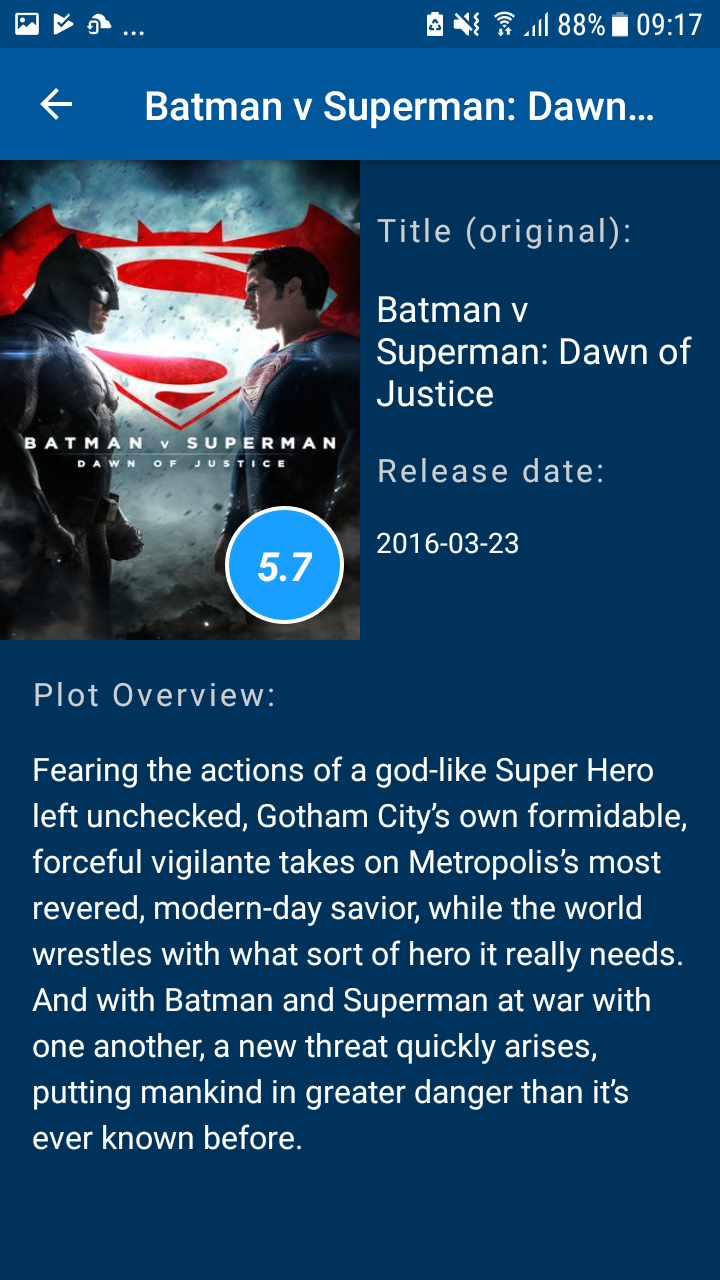 ... 88% 09:17
Batman v Superman: Dawn...
BATMAN v SUPERMAN
DAWN OF JUSTICE
5.7
Title (original):
Batman v
Superman: Dawn of
Justice
Release date:
2016-03-23
Plot Overview:
Fearing the actions of a god-like Super Hero
left unchecked, Gotham City’s own formidable,
forceful vigilante takes on Metropolis’s most
revered, modern-day savior, while the world
wrestles with what sort of hero it really needs.
And with Batman and Superman at war with
one another, a new threat quickly arises,
putting mankind in greater danger than it’s
ever known before.